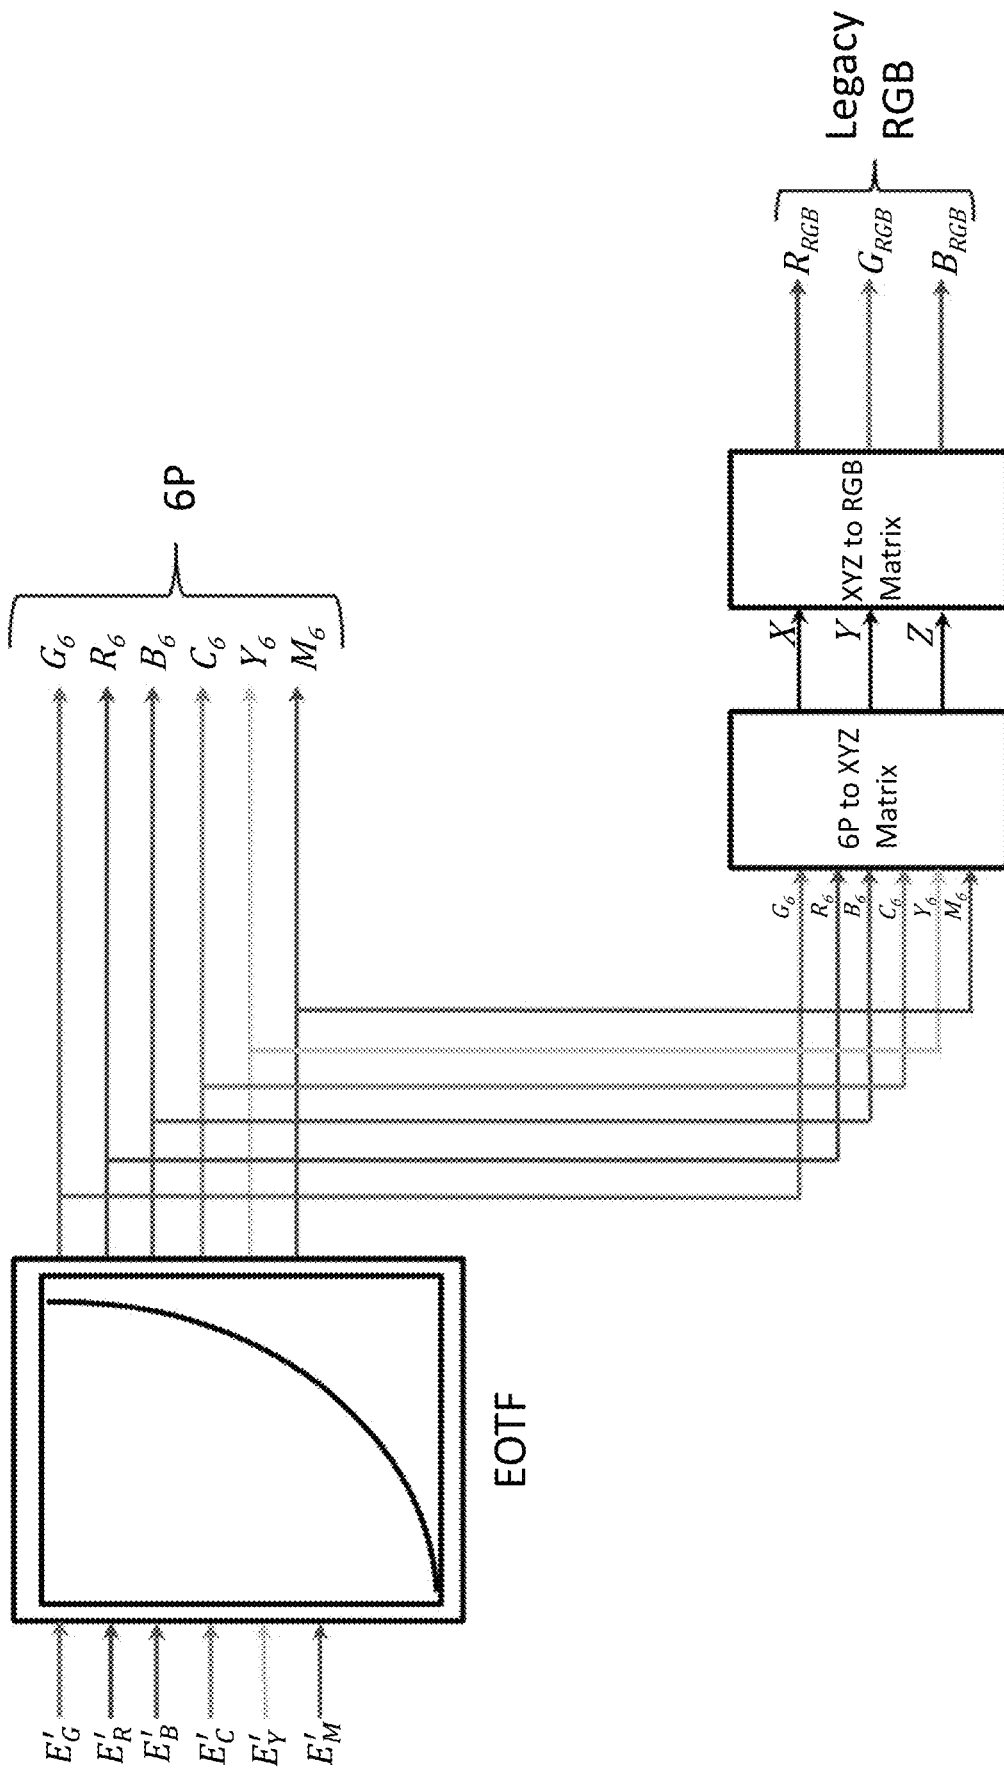 E'G
E'R
E'B
E'C
E'Y
E'M
EOTF
G6
R6
B6
C6
Y6
M6
6P
G6
R6
B6
C6
Y6
M6
6P to XYZ
Matrix
X
Y
Z
XYZ to RGB
Matrix
RRGB
GRGB
BRGB
Legacy
RGB